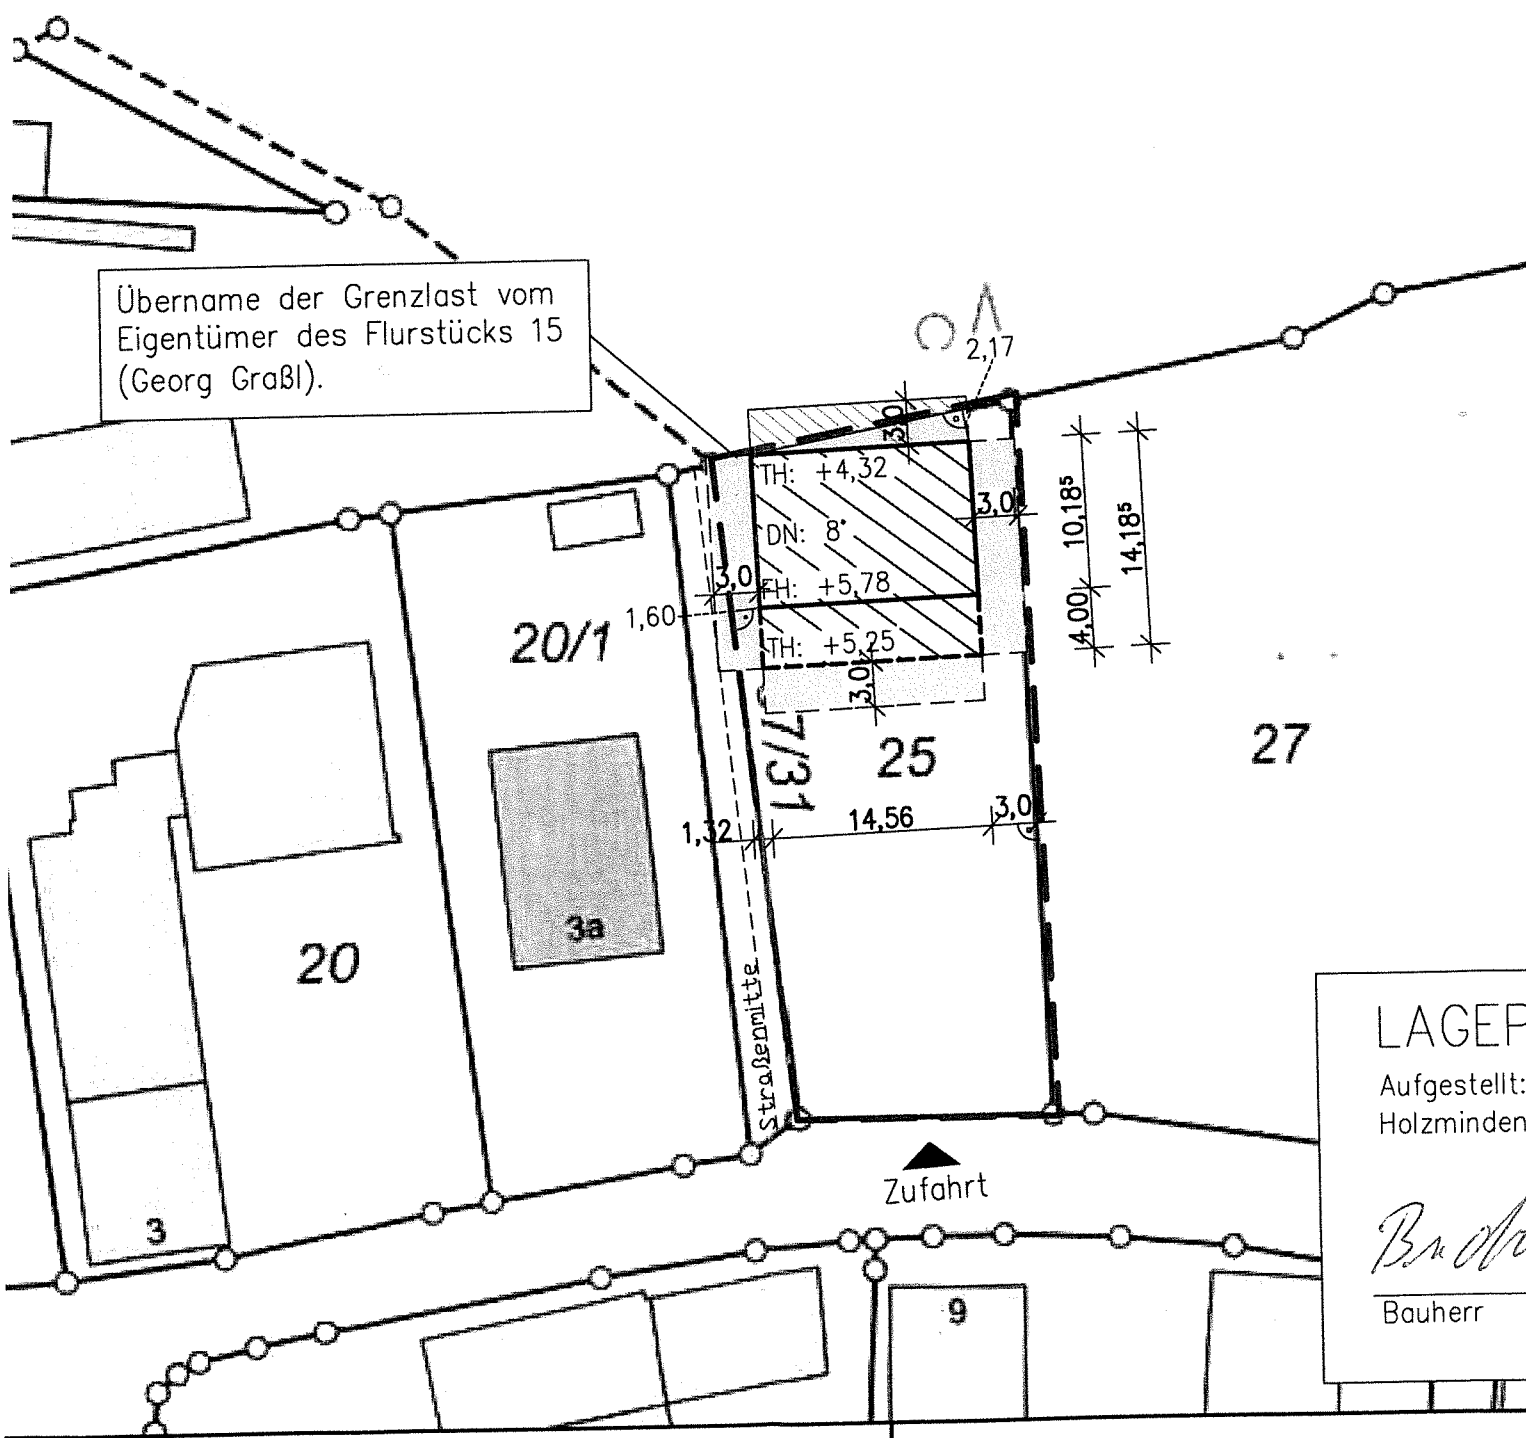 Übername der Grenzlast vom
Eigentümer des Flurstücks 15
(Georg Graßl).
2,17
3,0
TH: +4,32
3,0
10,18⁵
14,18⁵
DN: 8°
3,0
FH: +5,78
1,60
4,00
20/1
TH: +5,25
3,0
7/31
25
27
1,32
14,56
3,0
3a
20
Straßenmitte
LAGEP
Aufgestellt:
Holzminden
Zufahrt
3
9
Bauherr